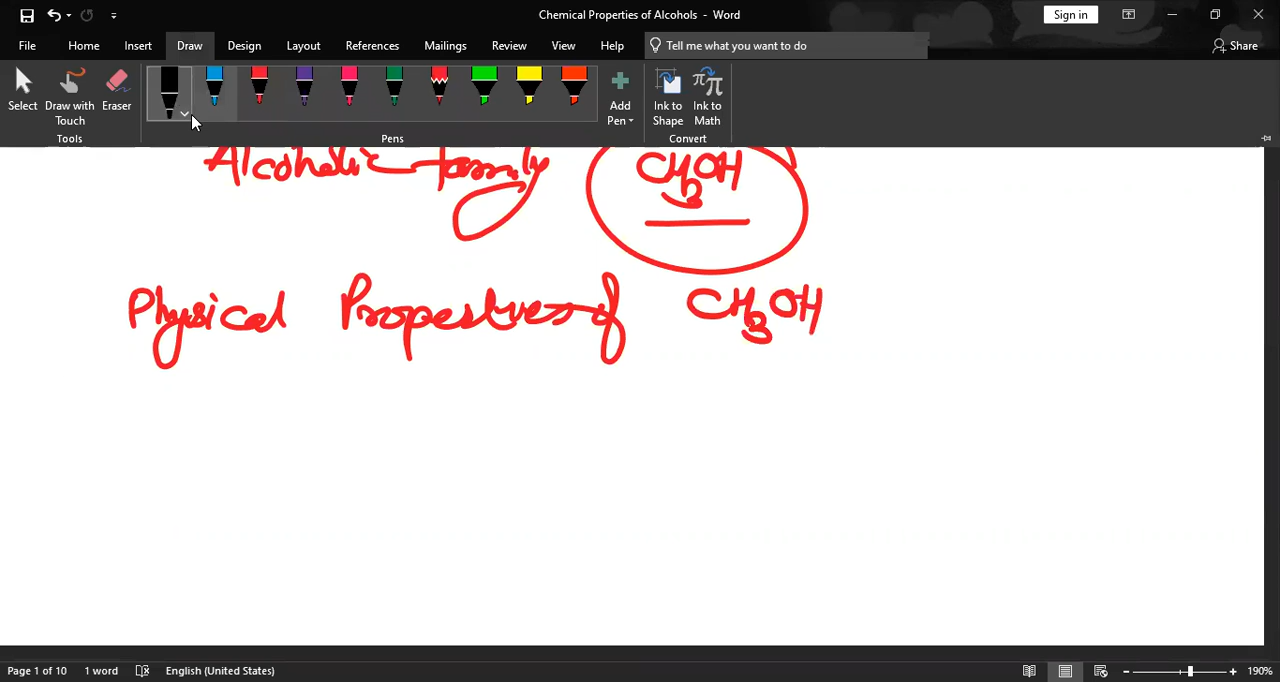 Chemical Properties of Alcohols - Word
Sign in
File Home Insert Draw Design Layout References Mailings Review View Help Tell me what you want to do Share
Select Draw with Touch Eraser Add Pen Ink to Shape Ink to Math
Tools Pens Convert
Alcoholic family CH3OH
Physical Properties of CH3OH
Page 1 of 10 1 word English (United States) 190%